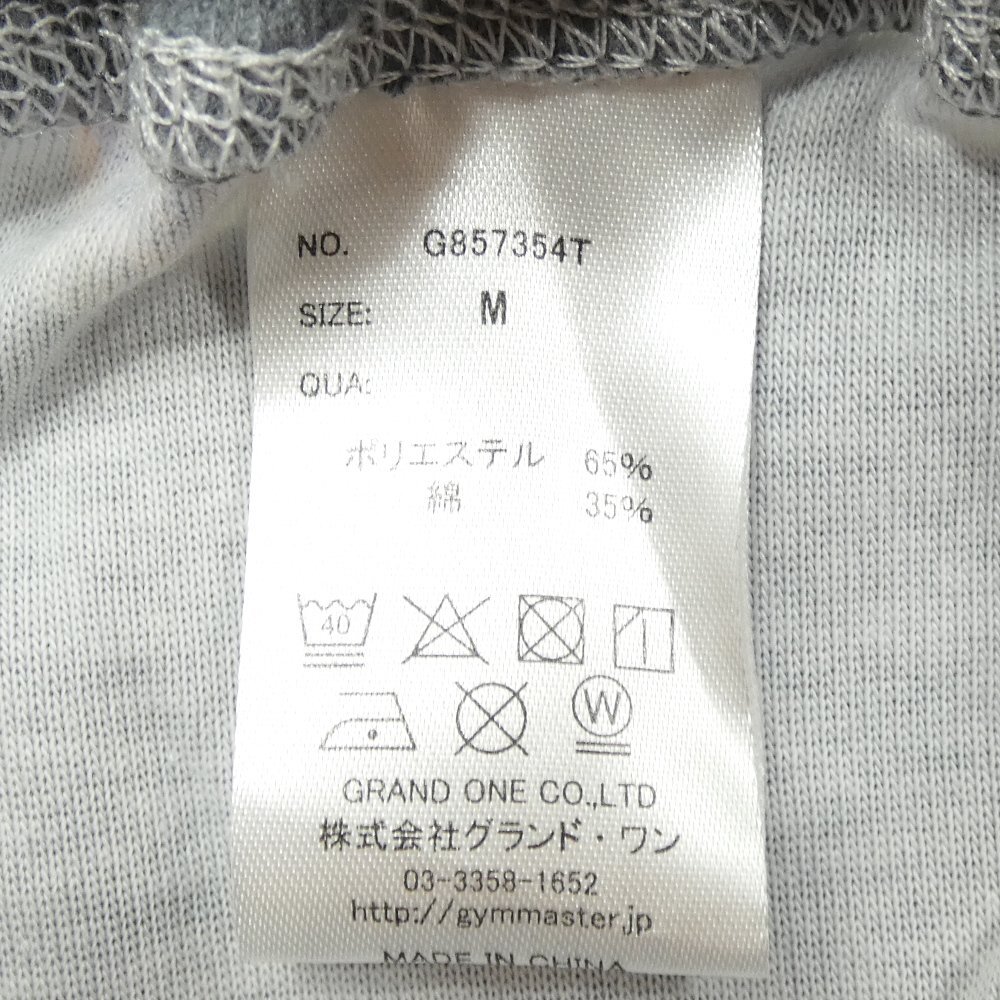 NO. G857354T
SIZE: M
QUA:
ポリエステル 65%
綿 35%
40
W
GRAND ONE CO.,LTD
株式会社グランド・ワン
03-3358-1652
http://gymmaster.jp
MADE IN CHINA